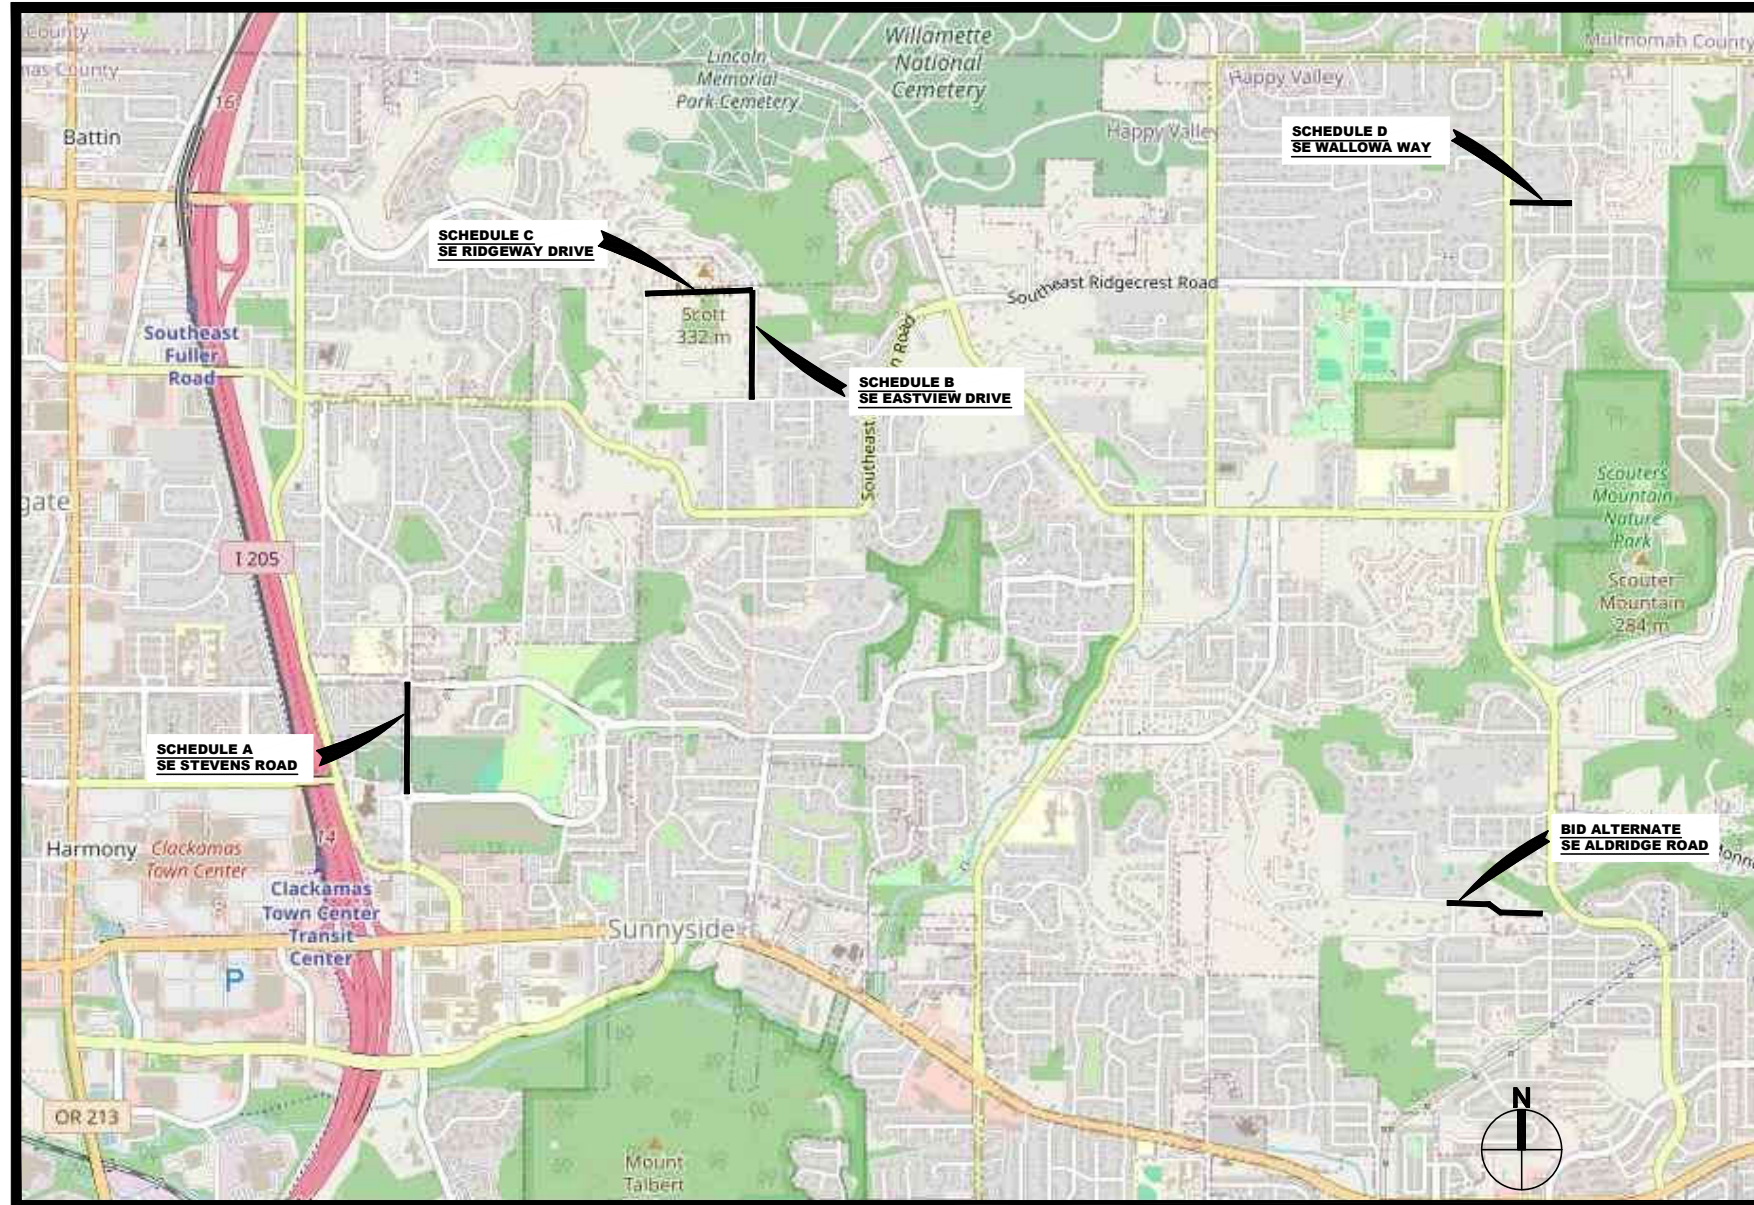 County
mas County
16
Battin
Lincoln
Memorial
Park Cemetery
Willamette
National
Cemetery
Happy Valley
Happy Valley
Multnomah County
SCHEDULE D
SE WALLOWA WAY
SCHEDULE C
SE RIDGEWAY DRIVE
Scott
332 m
Southeast Ridgecrest Road
Southeast
Fuller
Road
n Road
Southeast
SCHEDULE B
SE EASTVIEW DRIVE
gate
I 205
Scouters
Mountain
Nature
Park
Scouter
Mountain
284 m
SCHEDULE A
SE STEVENS ROAD
Harmony
Clackamas
Town Center
14
Clackamas
Town Center
Transit
Center
P
Sunnyside
BID ALTERNATE
SE ALDRIDGE ROAD
OR 213
Mount
Talbert
N